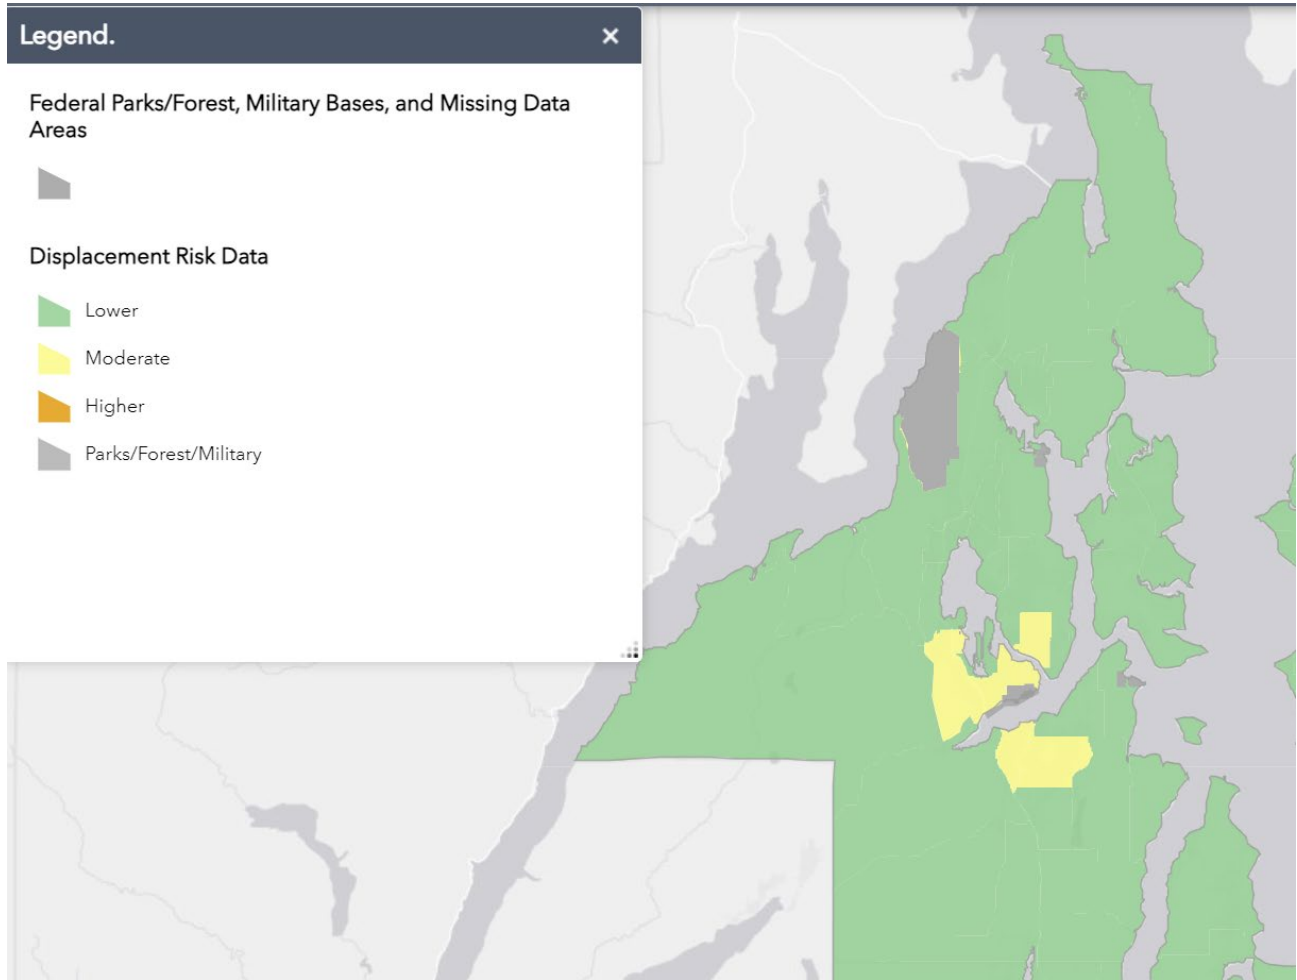 Legend.
Federal Parks/Forest, Military Bases, and Missing Data
Areas
Displacement Risk Data
Lower
Moderate
Higher
Parks/Forest/Military